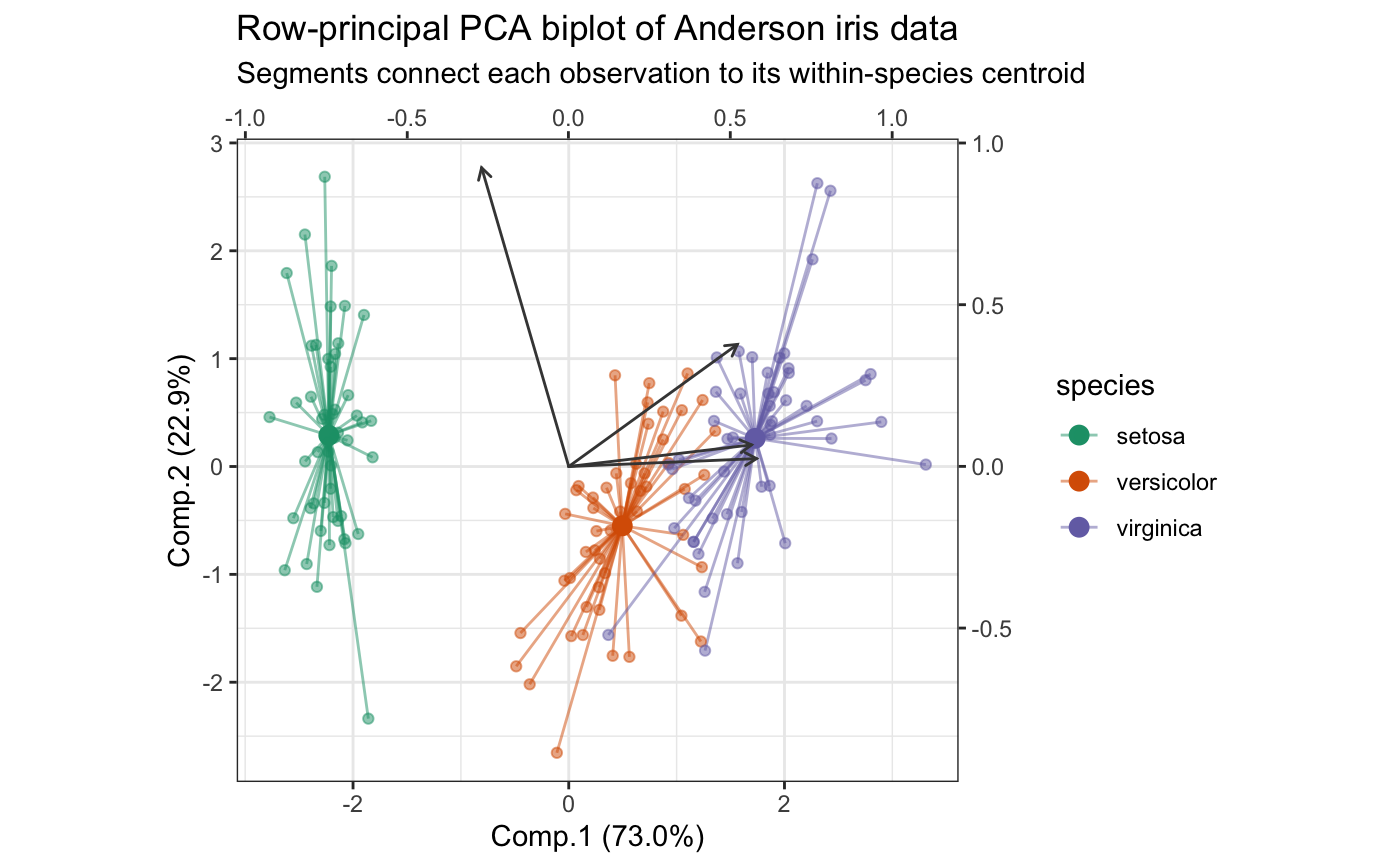 Row-principal PCA biplot of Anderson iris data
Segments connect each observation to its within-species centroid
-1.0 -0.5 0.0 0.5 1.0
3 2 1 0 -1 -2
Comp.2 (22.9%)
1.0 0.5 0.0 -0.5
-2 0 2
Comp.1 (73.0%)
species
setosa
versicolor
virginica